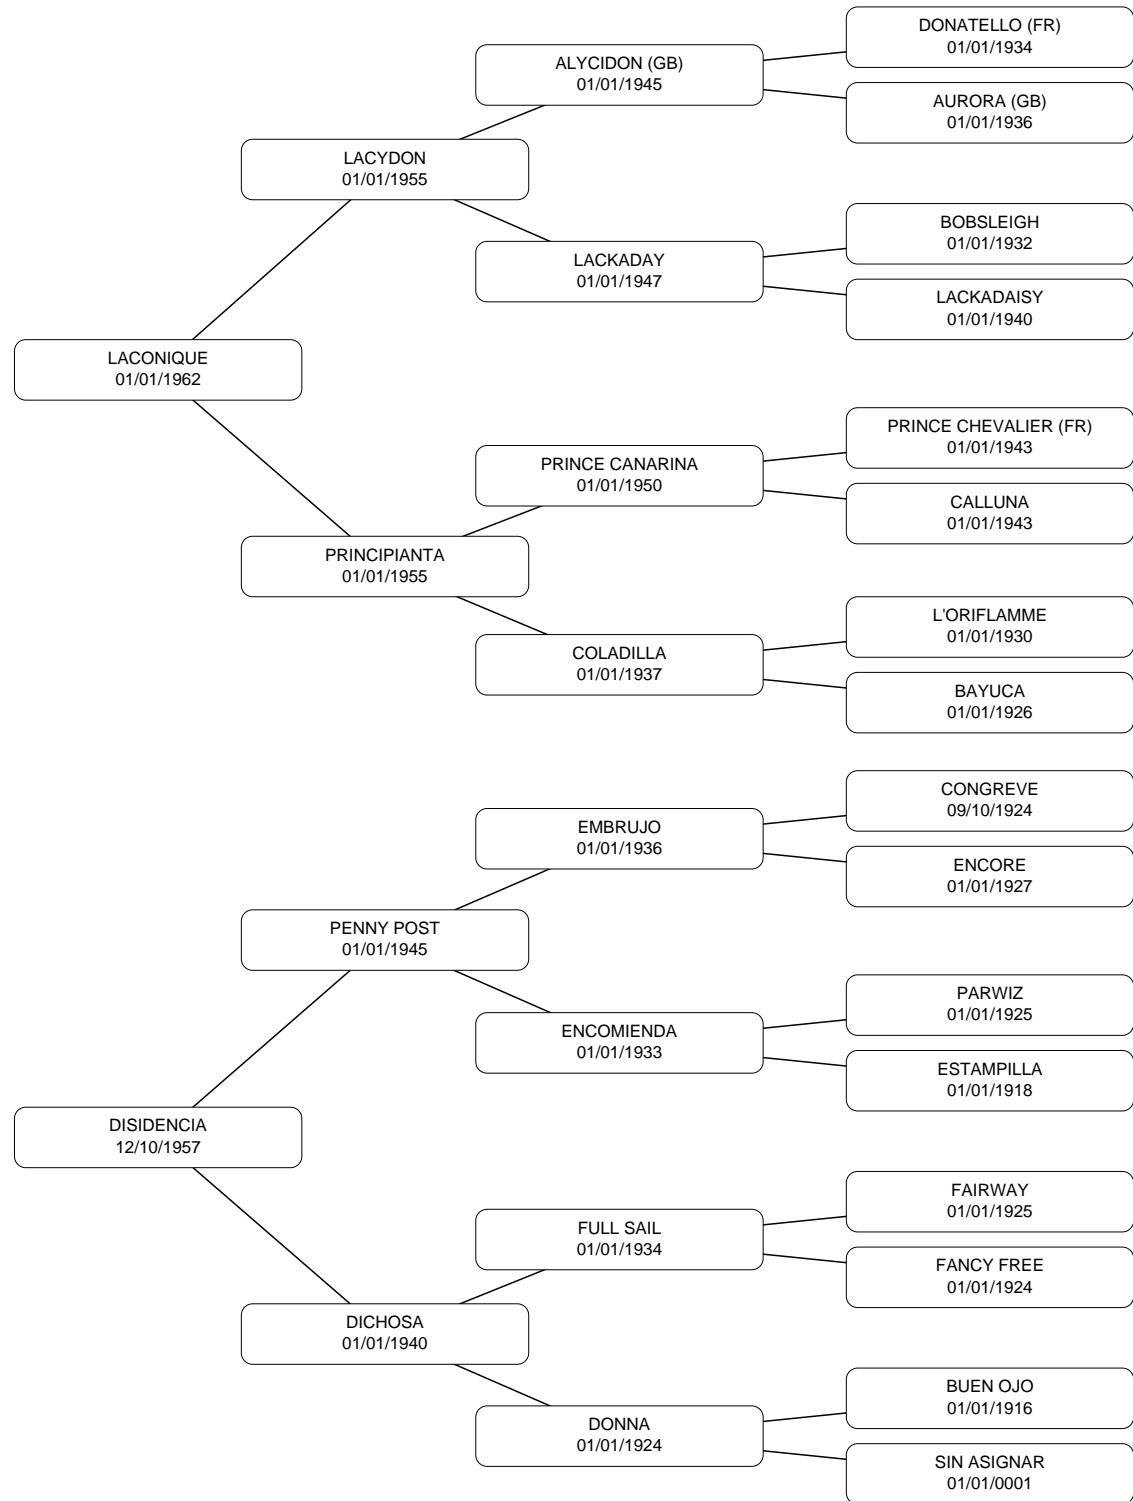 DONATELLO (FR)
01/01/1934
ALYCIDON (GB)
01/01/1945
AURORA (GB)
01/01/1936
LACYDON
01/01/1955
BOBSLEIGH
01/01/1932
LACKADAY
01/01/1947
LACKADAISY
01/01/1940
LACONIQUE
01/01/1962
PRINCE CHEVALIER (FR)
01/01/1943
PRINCE CANARINA
01/01/1950
CALLUNA
01/01/1943
PRINCIPIANTA
01/01/1955
L'ORIFLAMME
01/01/1930
COLADILLA
01/01/1937
BAYUCA
01/01/1926
CONGREVE
09/10/1924
EMBRUJO
01/01/1936
ENCORE
01/01/1927
PENNY POST
01/01/1945
PARWIZ
01/01/1925
ENCOMIENDA
01/01/1933
ESTAMPILLA
01/01/1918
DISIDENCIA
12/10/1957
FAIRWAY
01/01/1925
FULL SAIL
01/01/1934
FANCY FREE
01/01/1924
DICHOSA
01/01/1940
BUEN OJO
01/01/1916
DONNA
01/01/1924
SIN ASIGNAR
01/01/0001